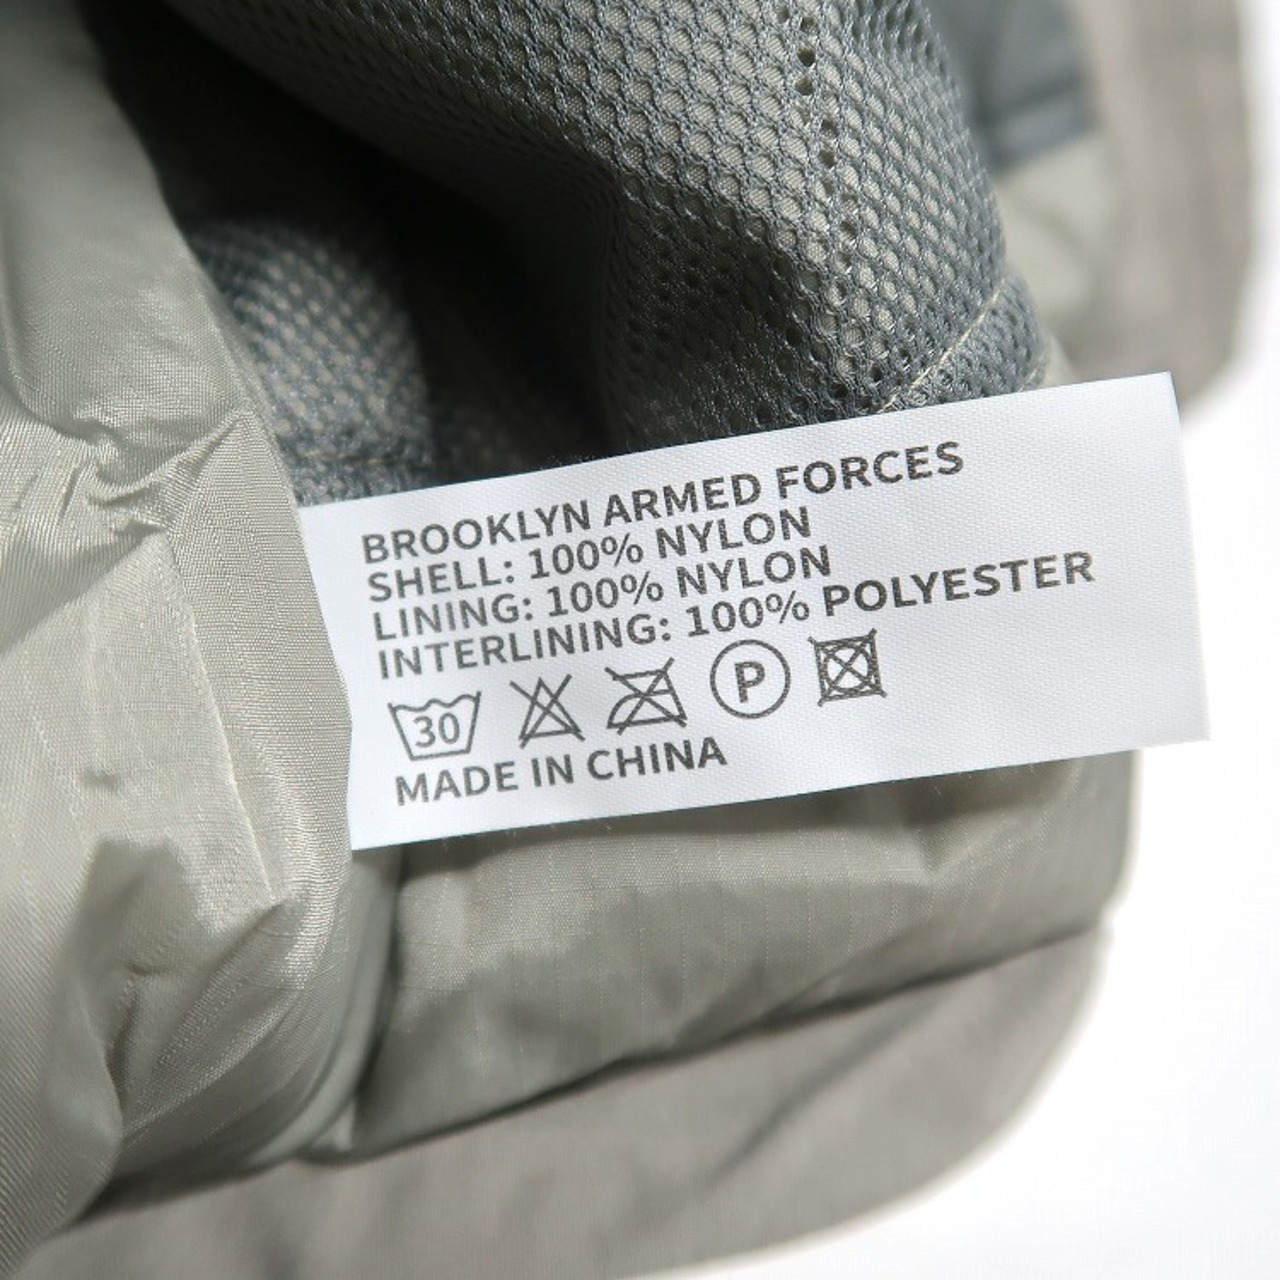 BROOKLYN ARMED FORCES
SHELL: 100% NYLON
LINING: 100% NYLON
INTERLINING: 100% POLYESTER
30 P
MADE IN CHINA